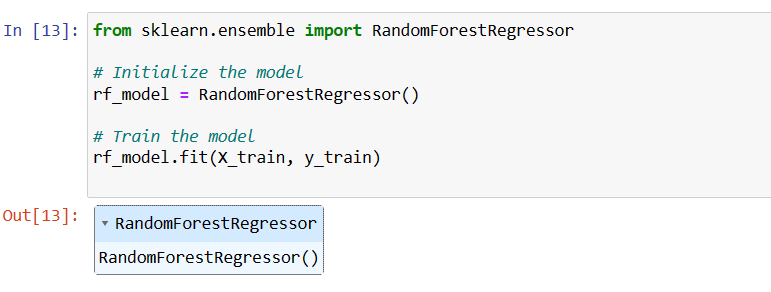 In [13]: from sklearn.ensemble import RandomForestRegressor
# Initialize the model
rf_model = RandomForestRegressor()
# Train the model
rf_model.fit(X_train, y_train)
Out[13]: ▾ RandomForestRegressor
RandomForestRegressor()